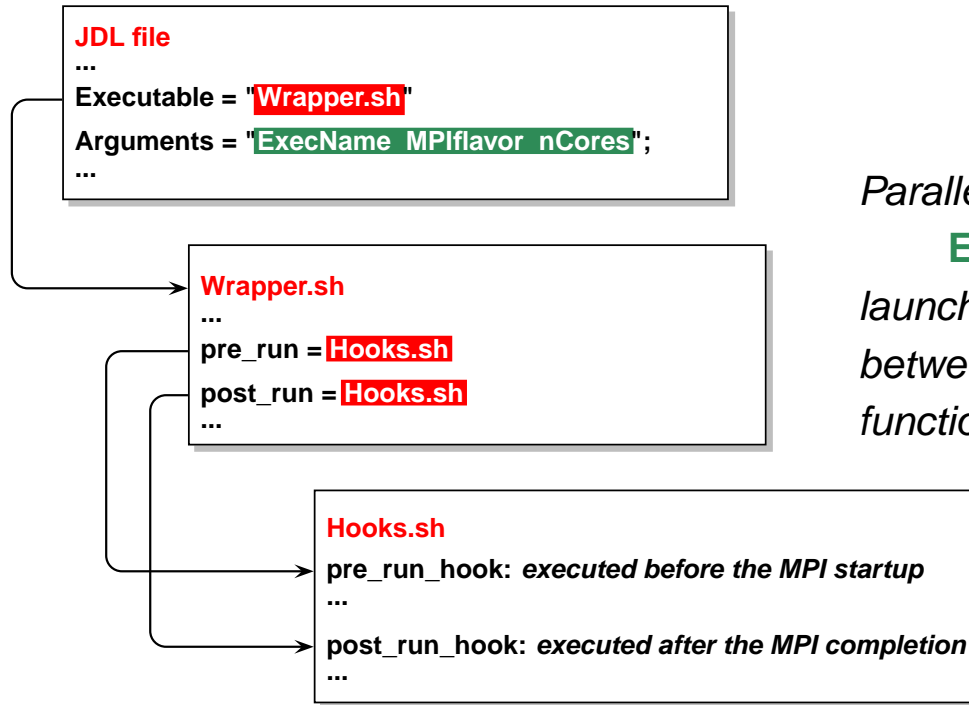 JDL file
...
Executable = "Wrapper.sh"
Arguments = "ExecName MPIflavor nCores";
...
Wrapper.sh
...
pre_run = Hooks.sh
post_run = Hooks.sh
...
Hooks.sh
pre_run_hook: executed before the MPI startup
...
post_run_hook: executed after the MPI completion
...